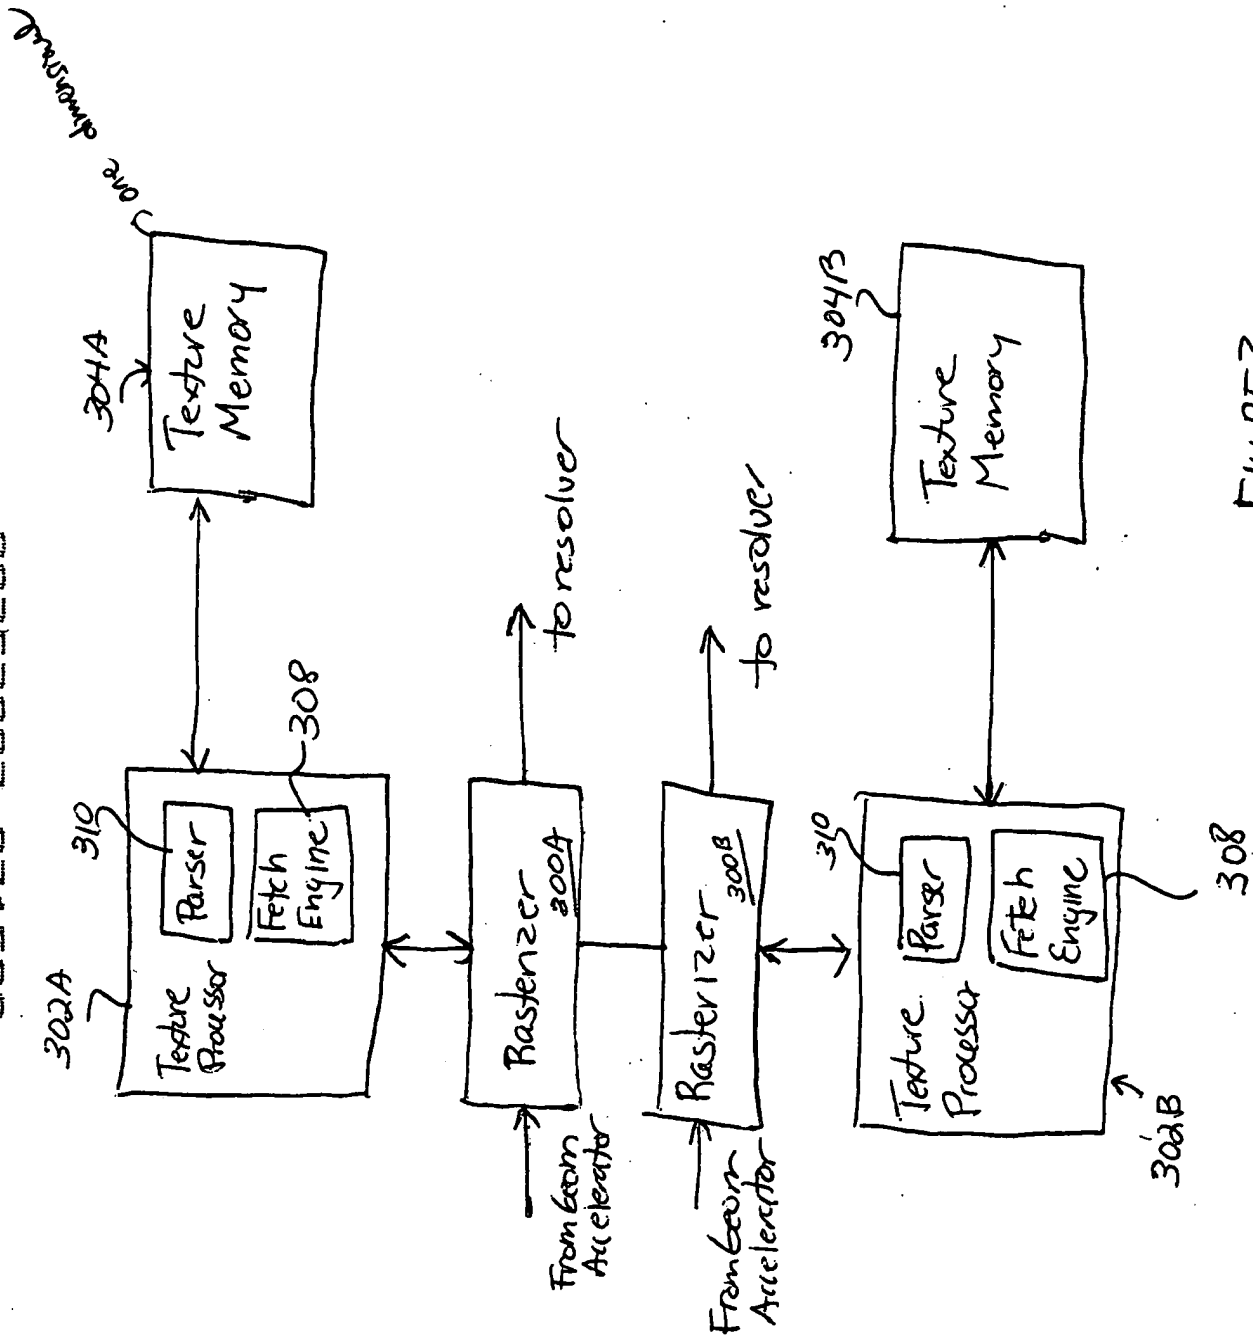 one dimensional
304A
Texture
Memory
310
Parser
308
Fetch
Engine
302A
Texture
Proussor
to resolver
Rasterizer
300A
From Geom
Accelerator
to resolver
Rasterizer
300B
From Geom
Accelerator
304B
Texture
Memory
310
Parser
Fetch
Engine
308
Texture
Processor
302B